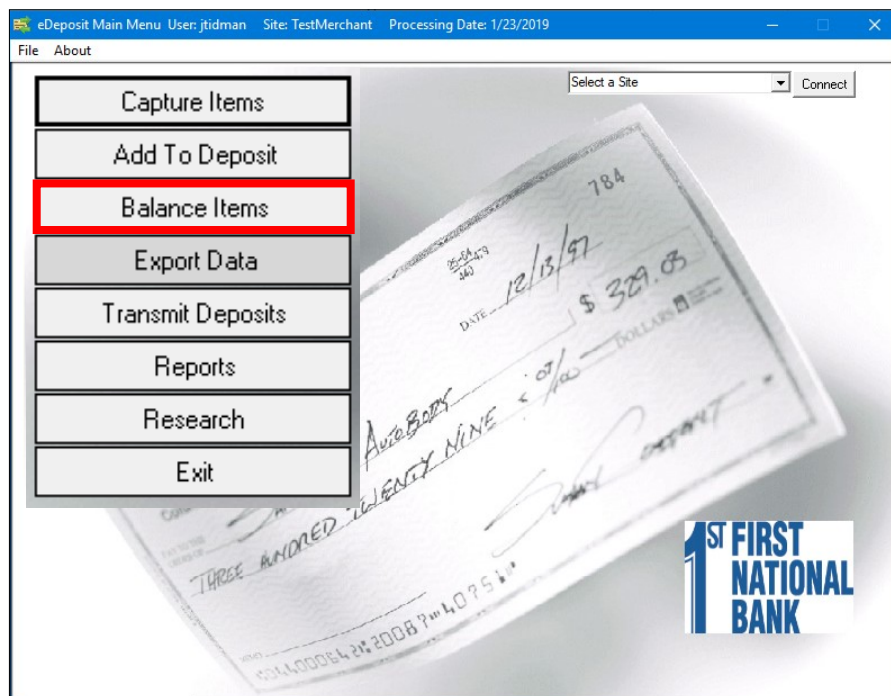 eDeposit Main Menu User: jtidman Site: TestMerchant Processing Date: 1/23/2019
File About
Select a Site
Connect
Capture Items
Add To Deposit
Balance Items
Export Data
Transmit Deposits
Reports
Research
Exit
784
DATE 12/13/97
$ 329.03
AUTOBODY
THREE HUNDRED TWENTY NINE
DOLLARS
1ST FIRST
NATIONAL
BANK